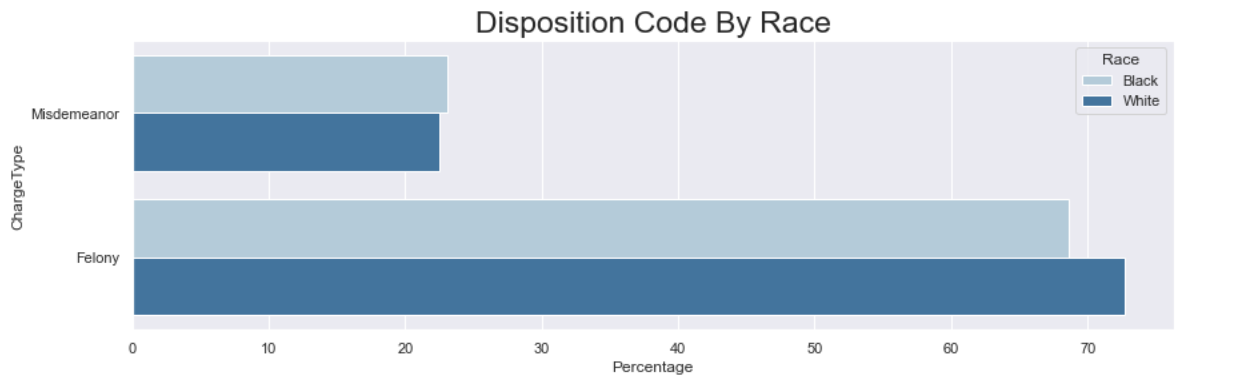 Disposition Code By Race
Race
Black
White
Misdemeanor
Felony
ChargeType
0 10 20 30 40 50 60 70
Percentage